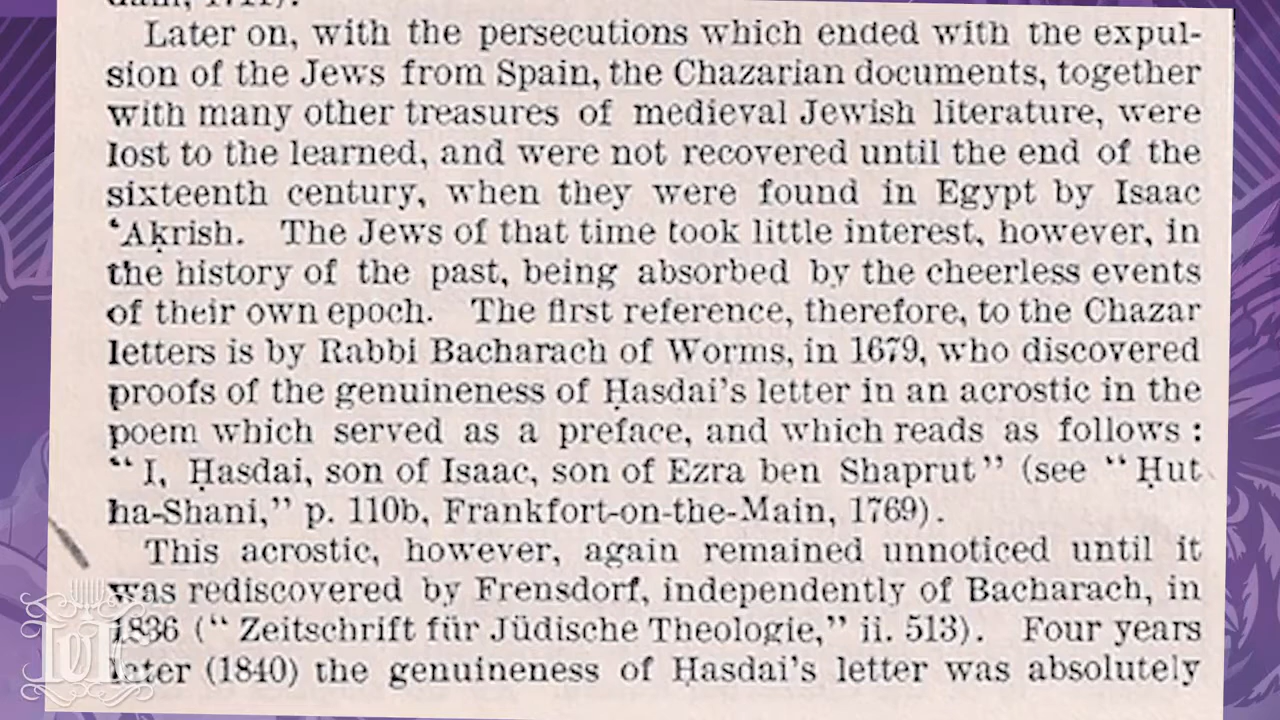 Later on, with the persecutions which ended with the expul-
sion of the Jews from Spain, the Chazarian documents, together
with many other treasures of medieval Jewish literature, were
lost to the learned, and were not recovered until the end of the
sixteenth century, when they were found in Egypt by Isaac
‘Aḳrish. The Jews of that time took little interest, however, in
the history of the past, being absorbed by the cheerless events
of their own epoch. The first reference, therefore, to the Chazar
letters is by Rabbi Bacharach of Worms, in 1679, who discovered
proofs of the genuineness of Ḥasdai's letter in an acrostic in the
poem which served as a preface, and which reads as follows:
“I, Ḥasdai, son of Isaac, son of Ezra ben Shaprut” (see “Ḥut
ha-Shani,” p. 110b, Frankfort-on-the-Main, 1769).
This acrostic, however, again remained unnoticed until it
was rediscovered by Frensdorf, independently of Bacharach, in
1836 (“Zeitschrift für Jüdische Theologie,” ii. 513). Four years
later (1840) the genuineness of Ḥasdai's letter was absolutely